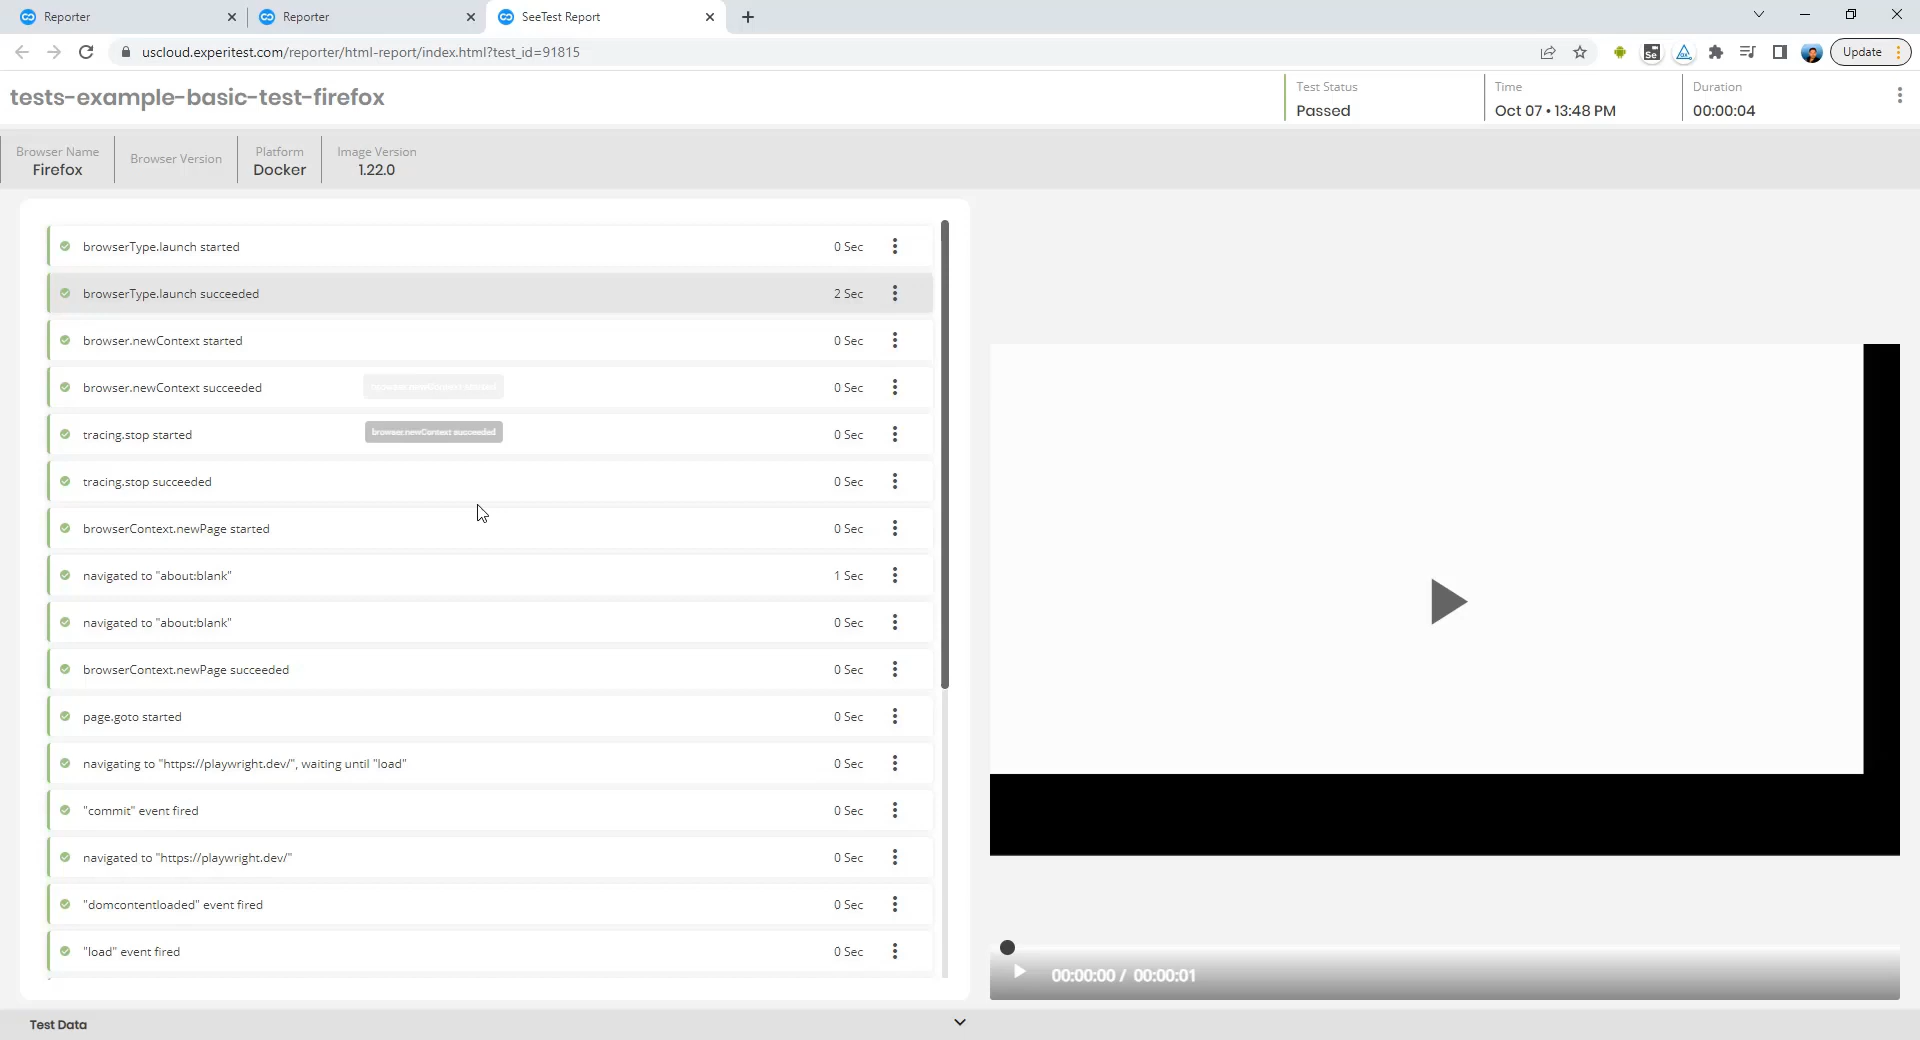 Reporter
Reporter
SeeTest Report
uscloud.experitest.com/reporter/html-report/index.html?test_id=91815
Se
Update
tests-example-basic-test-firefox
Test Status
Passed
Time
Oct 07 • 13:48 PM
Duration
00:00:04
Browser Name
Firefox
Browser Version
Platform
Docker
Image Version
1.22.0
browserType.launch started 0 Sec
browserType.launch succeeded 2 Sec
browser.newContext started 0 Sec
browser.newContext succeeded 0 Sec
tracing.stop started 0 Sec
browser.newContext succeeded
tracing.stop succeeded 0 Sec
browserContext.newPage started 0 Sec
navigated to "about:blank" 1 Sec
navigated to "about:blank" 0 Sec
browserContext.newPage succeeded 0 Sec
page.goto started 0 Sec
navigating to "https://playwright.dev/", waiting until "load" 0 Sec
"commit" event fired 0 Sec
navigated to "https://playwright.dev/" 0 Sec
"domcontentloaded" event fired 0 Sec
"load" event fired 0 Sec
00:00:00 / 00:00:01
Test Data